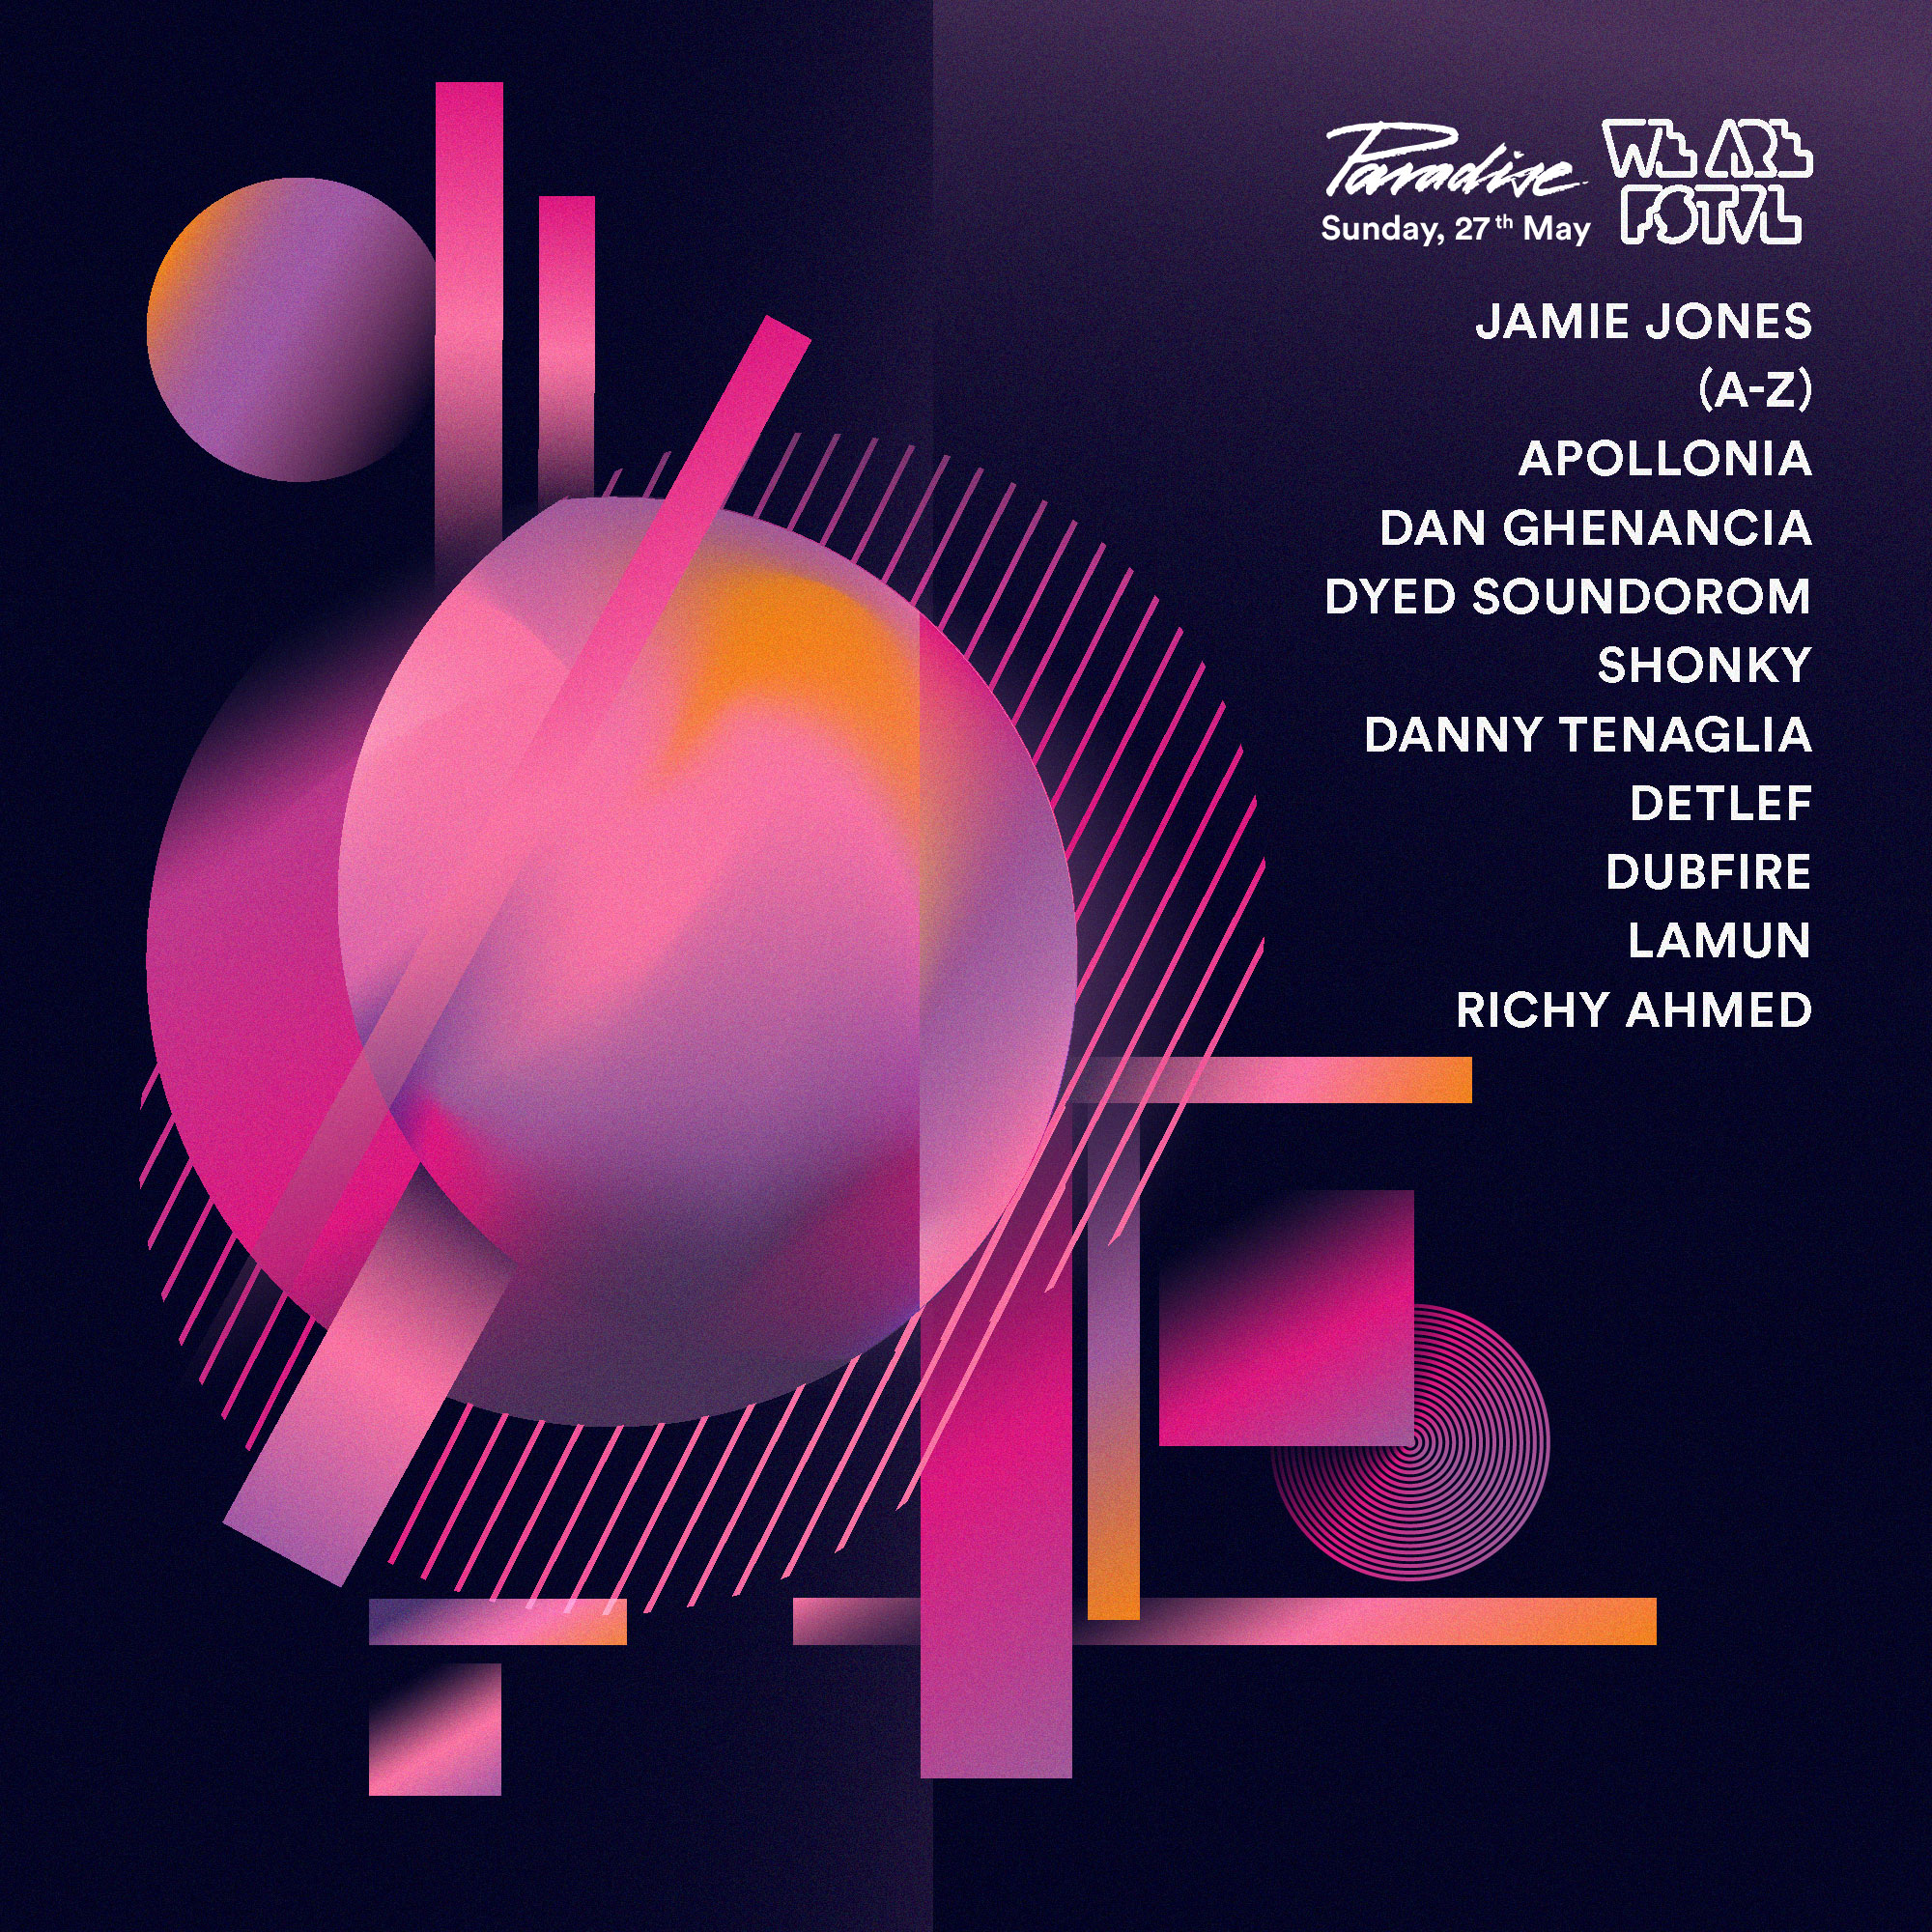 Paradise
Sunday, 27th May
WE ARE
FSTVL
JAMIE JONES
(A-Z)
APOLLONIA
DAN GHENANCIA
DYED SOUNDOROM
SHONKY
DANNY TENAGLIA
DETLEF
DUBFIRE
LAMUN
RICHY AHMED